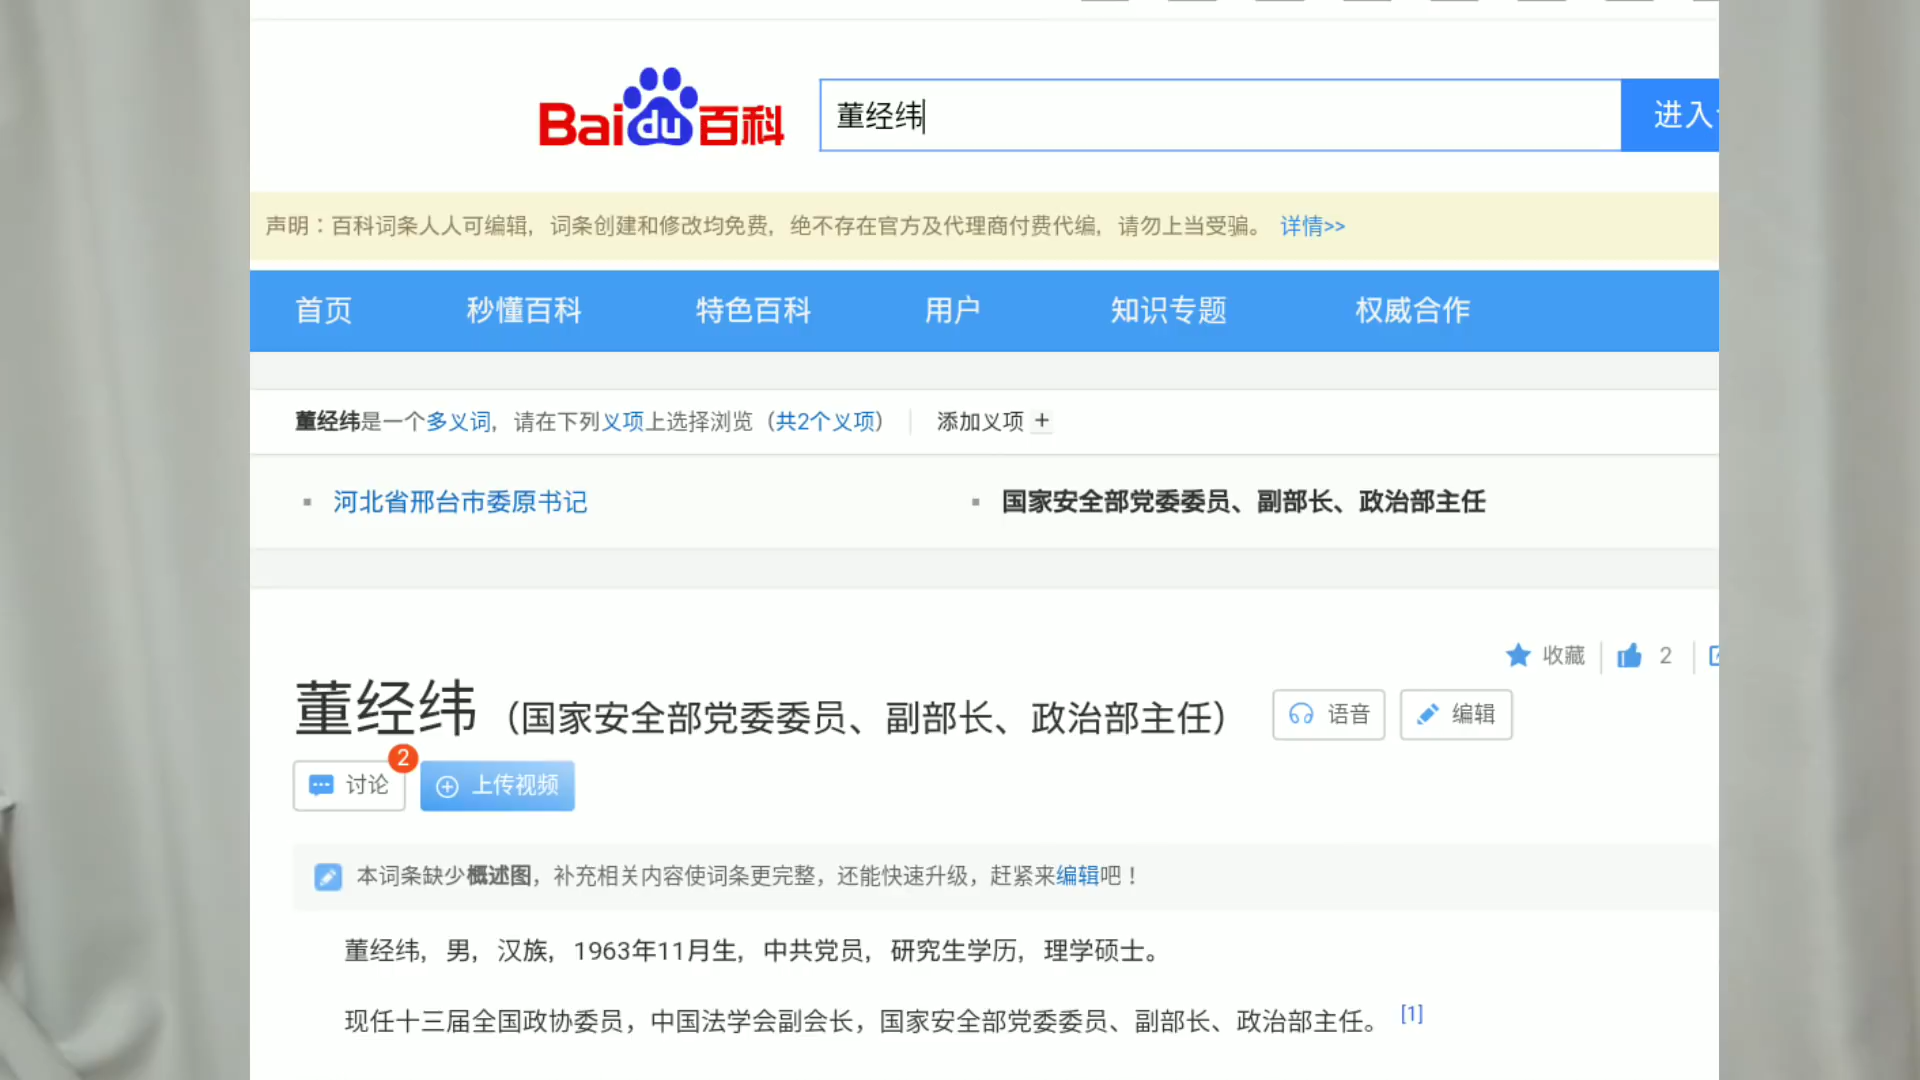 Baidu百科
董经纬
进入
声明：百科词条人人可编辑，词条创建和修改均免费，绝不存在官方及代理商付费代编，请勿上当受骗。 详情>>
首页 秒懂百科 特色百科 用户 知识专题 权威合作
董经纬是一个多义词，请在下列义项上选择浏览（共2个义项） 添加义项 +
▪ 河北省邢台市委原书记 ▪ 国家安全部党委委员、副部长、政治部主任
收藏 2
董经纬（国家安全部党委委员、副部长、政治部主任） 语音 编辑
讨论 2 上传视频
本词条缺少概述图，补充相关内容使词条更完整，还能快速升级，赶紧来编辑吧！
董经纬，男，汉族，1963年11月生，中共党员，研究生学历，理学硕士。
现任十三届全国政协委员，中国法学会副会长，国家安全部党委委员、副部长、政治部主任。 [1]